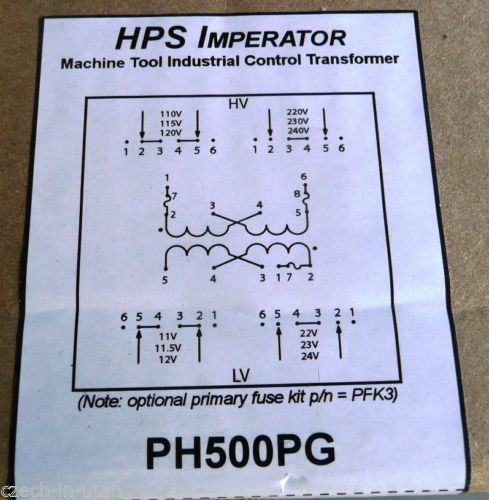 HPS IMPERATOR
Machine Tool Industrial Control Transformer
HV
110V
115V
120V
220V
230V
240V
1 2 3 4 5 6
1 2 3 4 5 6
1
7
2
3
4
6
8
5
5
4
3
1 7
2
6 5 4 3 2 1
6 5 4 3 2 1
11V
11.5V
12V
22V
23V
24V
LV
(Note: optional primary fuse kit p/n = PFK3)
PH500PG
czech-in-utah